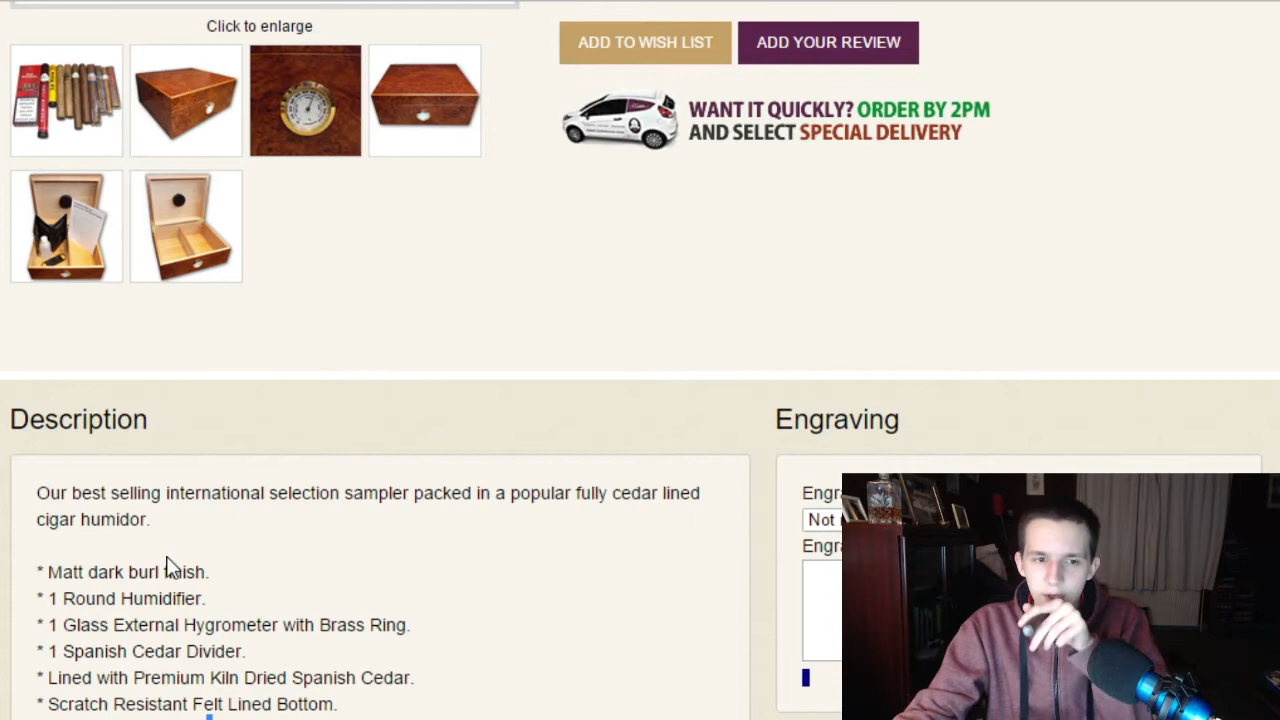 Click to enlarge
ADD TO WISH LIST
ADD YOUR REVIEW
WANT IT QUICKLY? ORDER BY 2PM
AND SELECT SPECIAL DELIVERY
Description
Our best selling international selection sampler packed in a popular fully cedar lined
cigar humidor.
* Matt dark burl finish.
* 1 Round Humidifier.
* 1 Glass External Hygrometer with Brass Ring.
* 1 Spanish Cedar Divider.
* Lined with Premium Kiln Dried Spanish Cedar.
* Scratch Resistant Felt Lined Bottom.
Engraving
Not